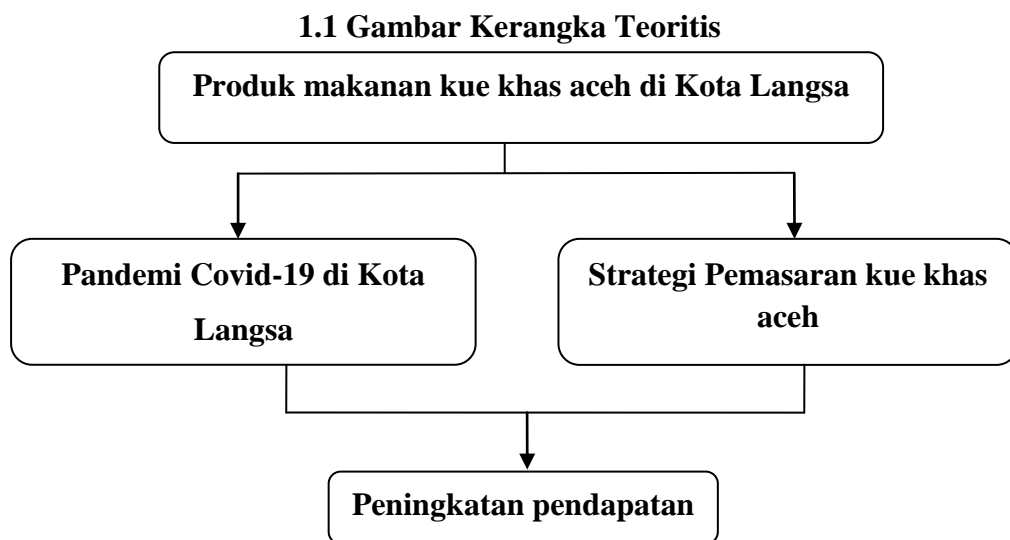 1.1 Gambar Kerangka Teoritis
Produk makanan kue khas aceh di Kota Langsa
Pandemi Covid-19 di Kota
Langsa
Strategi Pemasaran kue khas
aceh
Peningkatan pendapatan